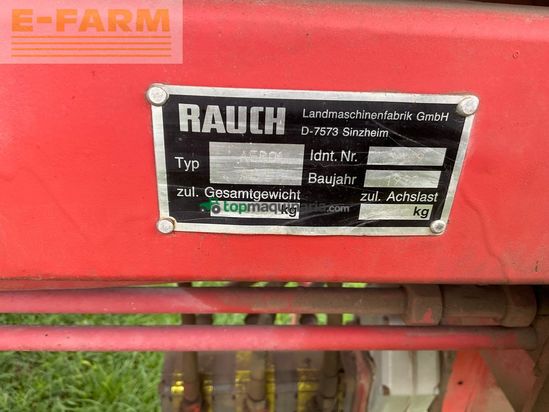 E-FARM
RAUCH
Landmaschinenfabrik GmbH
D-7573 Sinzheim
Typ
Idnt. Nr.
Baujahr
zul. Gesamtgewicht
zul. Achslast
kg
kg
topmaquinaria.com